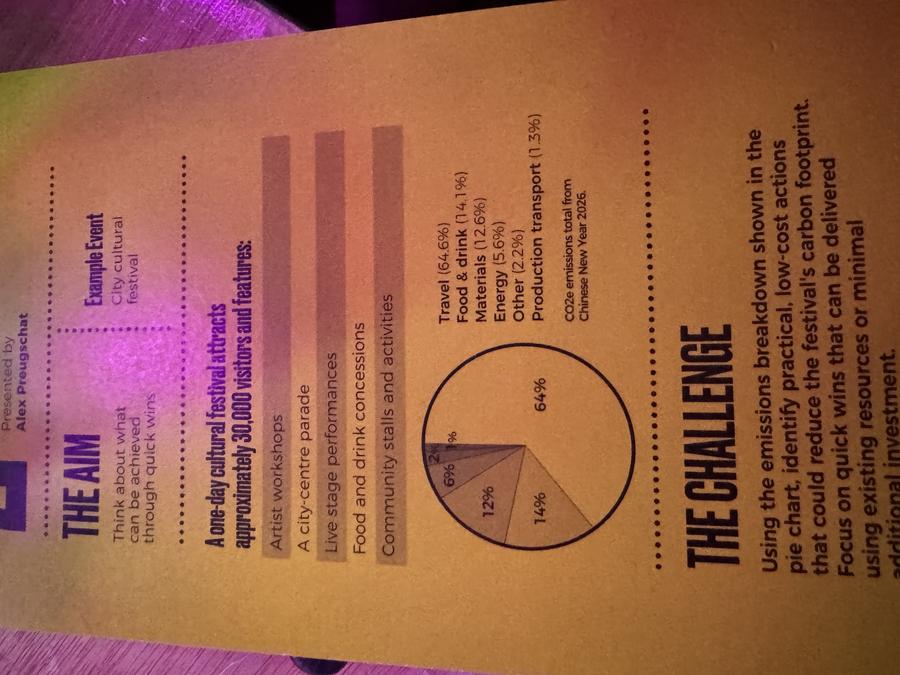 Presented by
Alex Preugschat
THE AIM
Think about what
can be achieved
through quick wins
Example Event
City cultural
festival
A one-day cultural festival attracts
approximately 30,000 visitors and features:
Artist workshops
A city-centre parade
Live stage performances
Food and drink concessions
Community stalls and activities
2%
6%
1%
12%
14%
64%
Travel (64.6%)
Food & drink (14.1%)
Materials (12.6%)
Energy (5.6%)
Other (2.2%)
Production transport (1.3%)
CO2e emissions total from
Chinese New Year 2026.
THE CHALLENGE
Using the emissions breakdown shown in the
pie chart, identify practical, low-cost actions
that could reduce the festival's carbon footprint.
Focus on quick wins that can be delivered
using existing resources or minimal
additional investment.